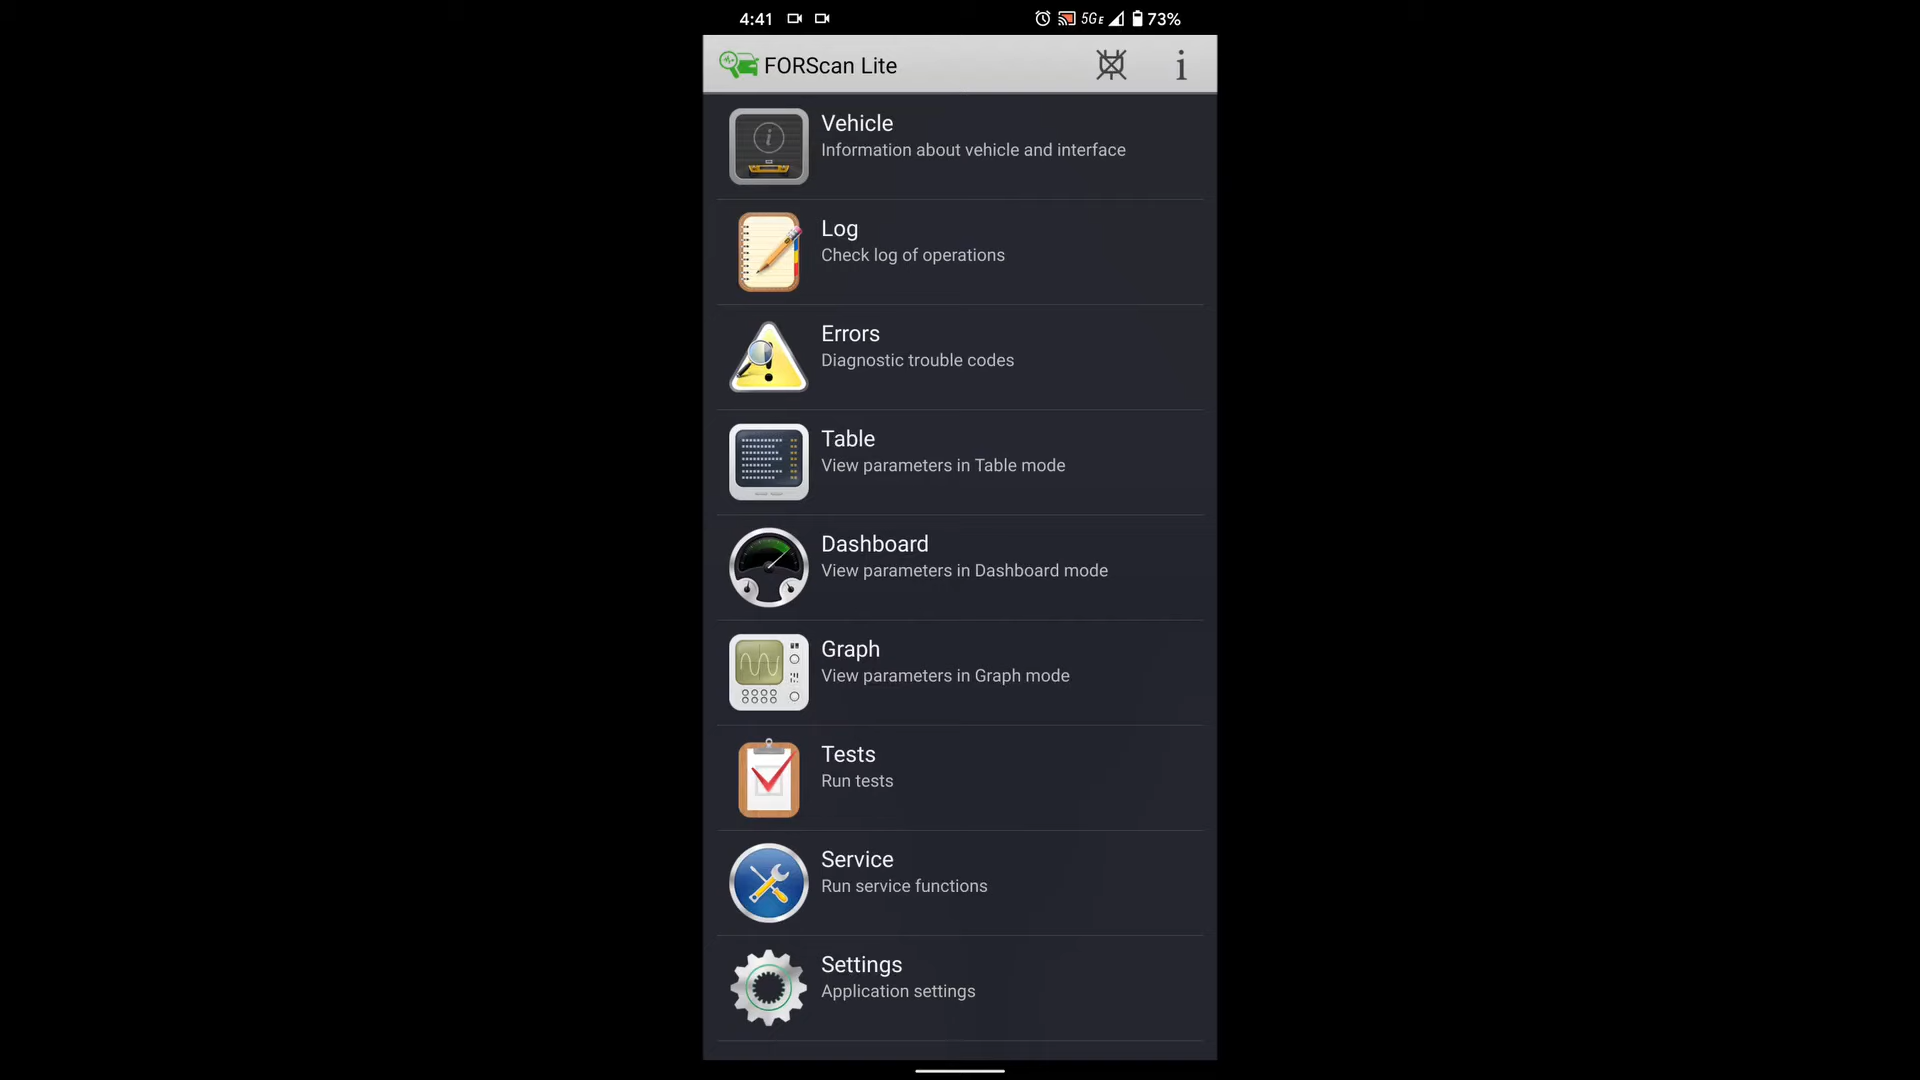 4:41 5GE 73%
FORScan Lite i
Vehicle
Information about vehicle and interface
Log
Check log of operations
Errors
Diagnostic trouble codes
Table
View parameters in Table mode
Dashboard
View parameters in Dashboard mode
Graph
View parameters in Graph mode
Tests
Run tests
Service
Run service functions
Settings
Application settings